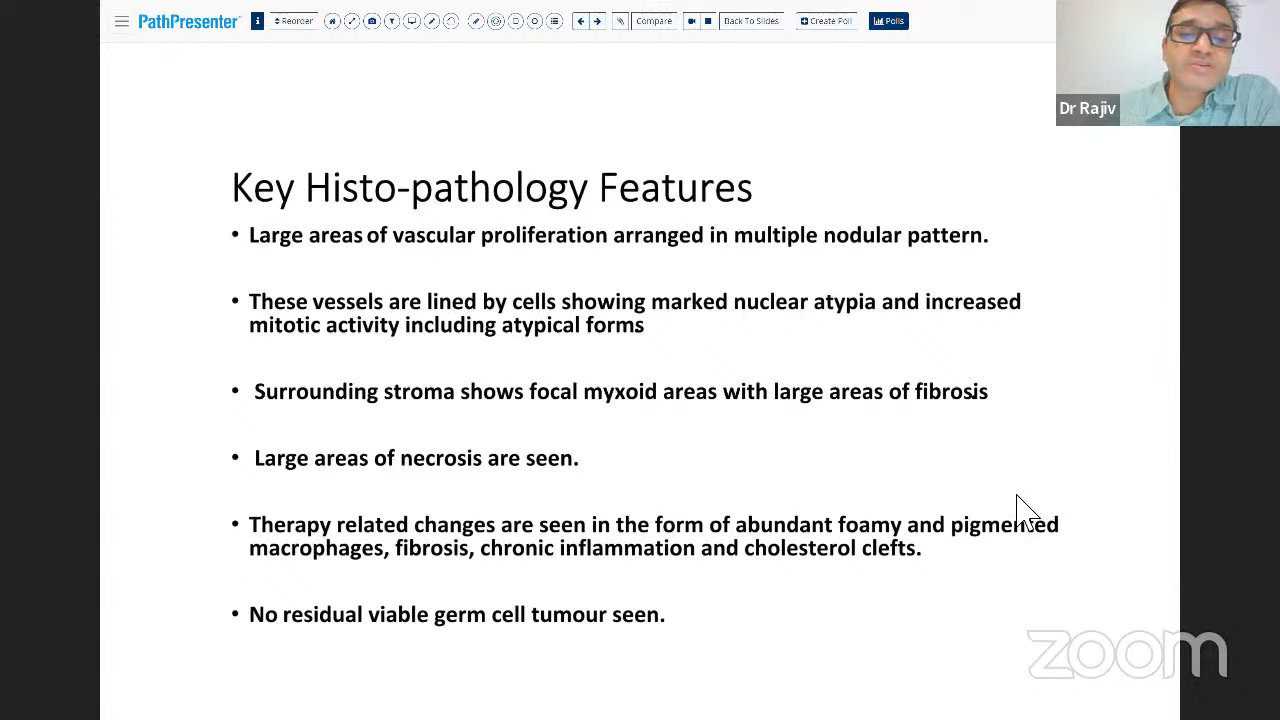 PathPresenter
Reorder
Compare
Back To Slides
Create Poll
Polls
Dr Rajiv
Key Histo-pathology Features
• Large areas of vascular proliferation arranged in multiple nodular pattern.
• These vessels are lined by cells showing marked nuclear atypia and increased
mitotic activity including atypical forms
• Surrounding stroma shows focal myxoid areas with large areas of fibrosis
• Large areas of necrosis are seen.
• Therapy related changes are seen in the form of abundant foamy and pigmented
macrophages, fibrosis, chronic inflammation and cholesterol clefts.
• No residual viable germ cell tumour seen.
zoom